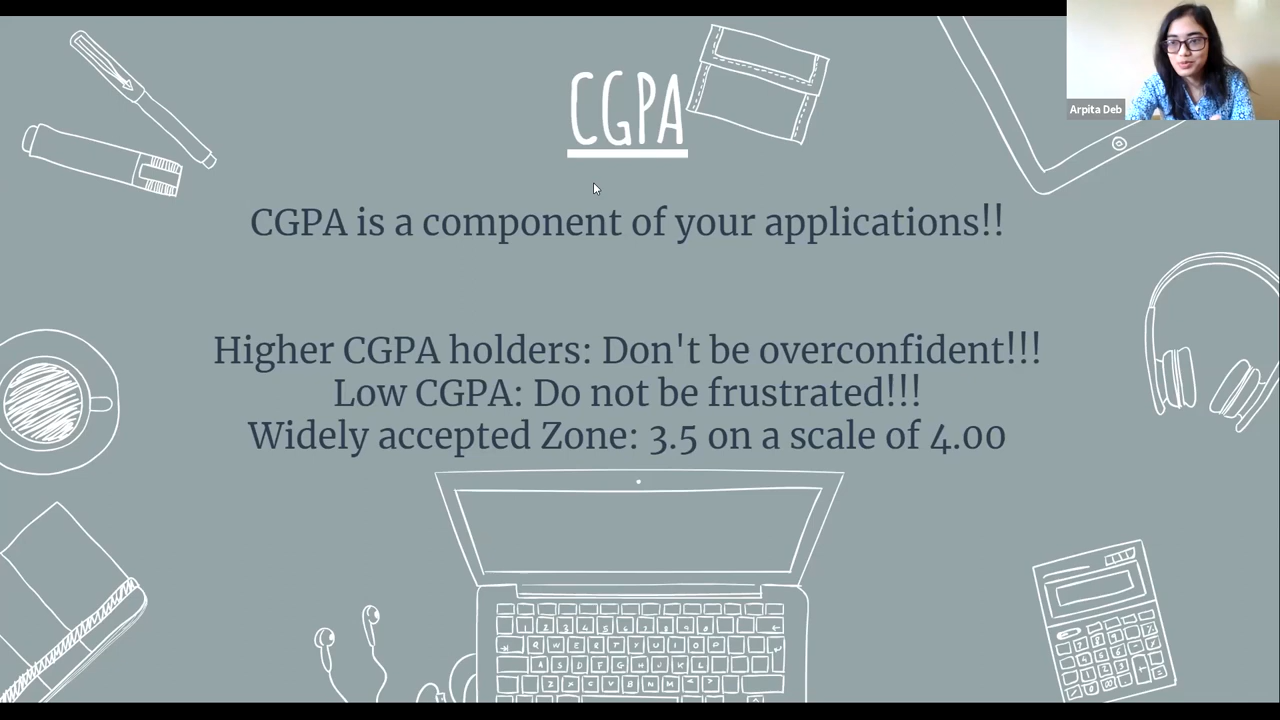 CGPA
Arpita Deb
CGPA is a component of your applications!!
Higher CGPA holders: Don't be overconfident!!!
Low CGPA: Do not be frustrated!!!
Widely accepted Zone: 3.5 on a scale of 4.00